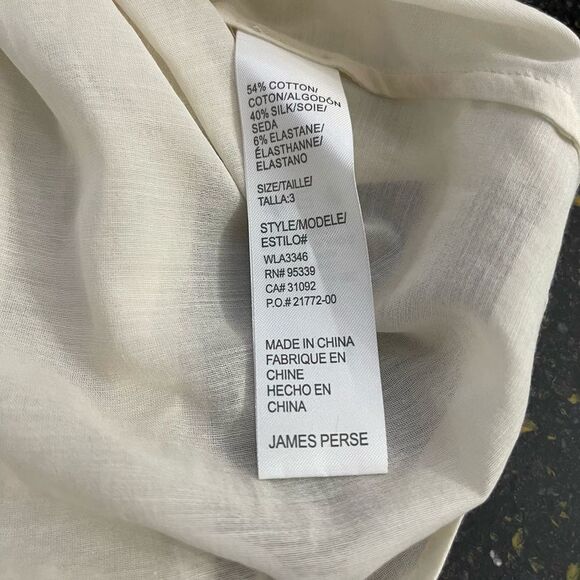 54% COTTON/
COTON/ALGODÓN
40% SILK/SOIE/
SEDA
6% ELASTANE/
ÉLASTHANNE/
ELASTANO
SIZE/TAILLE/
TALLA:3
STYLE/MODELE/
ESTILO#
WLA3346
RN# 95339
CA# 31092
P.O.# 21772-00
MADE IN CHINA
FABRIQUE EN
CHINE
HECHO EN
CHINA
JAMES PERSE